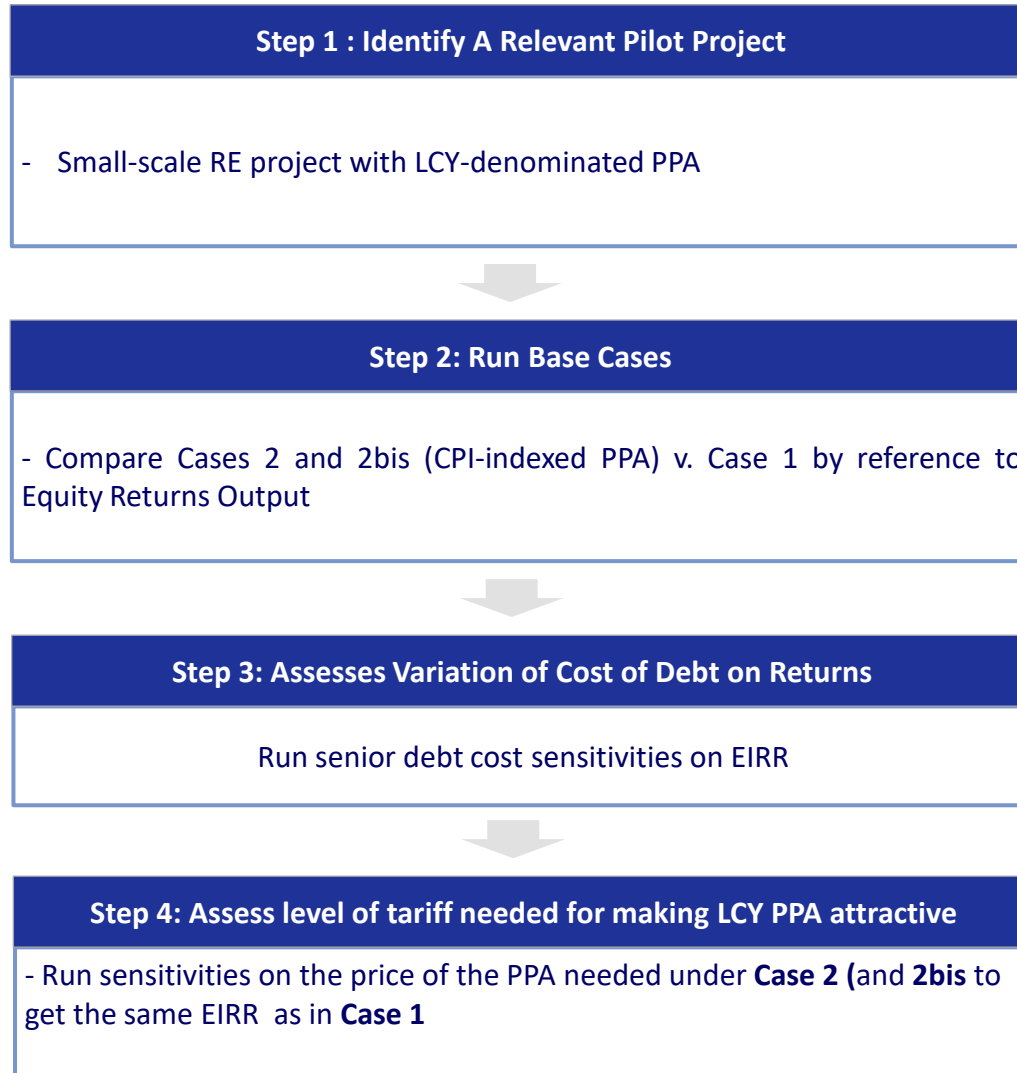 Step 1 : Identify A Relevant Pilot Project
- Small-scale RE project with LCY-denominated PPA
Step 2: Run Base Cases
- Compare Cases 2 and 2bis (CPI-indexed PPA) v. Case 1 by reference to
Equity Returns Output
Step 3: Assesses Variation of Cost of Debt on Returns
Run senior debt cost sensitivities on EIRR
Step 4: Assess level of tariff needed for making LCY PPA attractive
- Run sensitivities on the price of the PPA needed under Case 2 (and 2bis to
get the same EIRR as in Case 1